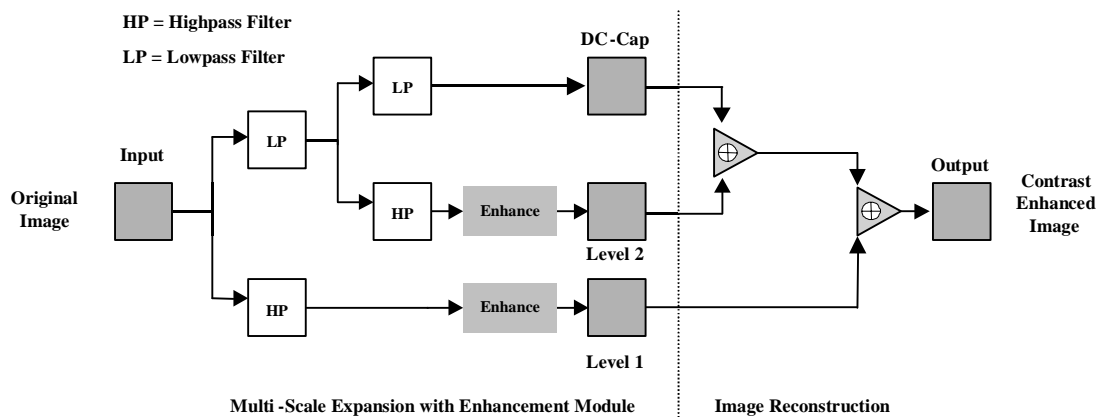 HP = Highpass Filter
LP = Lowpass Filter
DC-Cap
LP
LP
Input
Output
Original
Image
Contrast
Enhanced
Image
HP
Enhance
Level 2
HP
Enhance
Level 1
Multi -Scale Expansion with Enhancement Module
Image Reconstruction